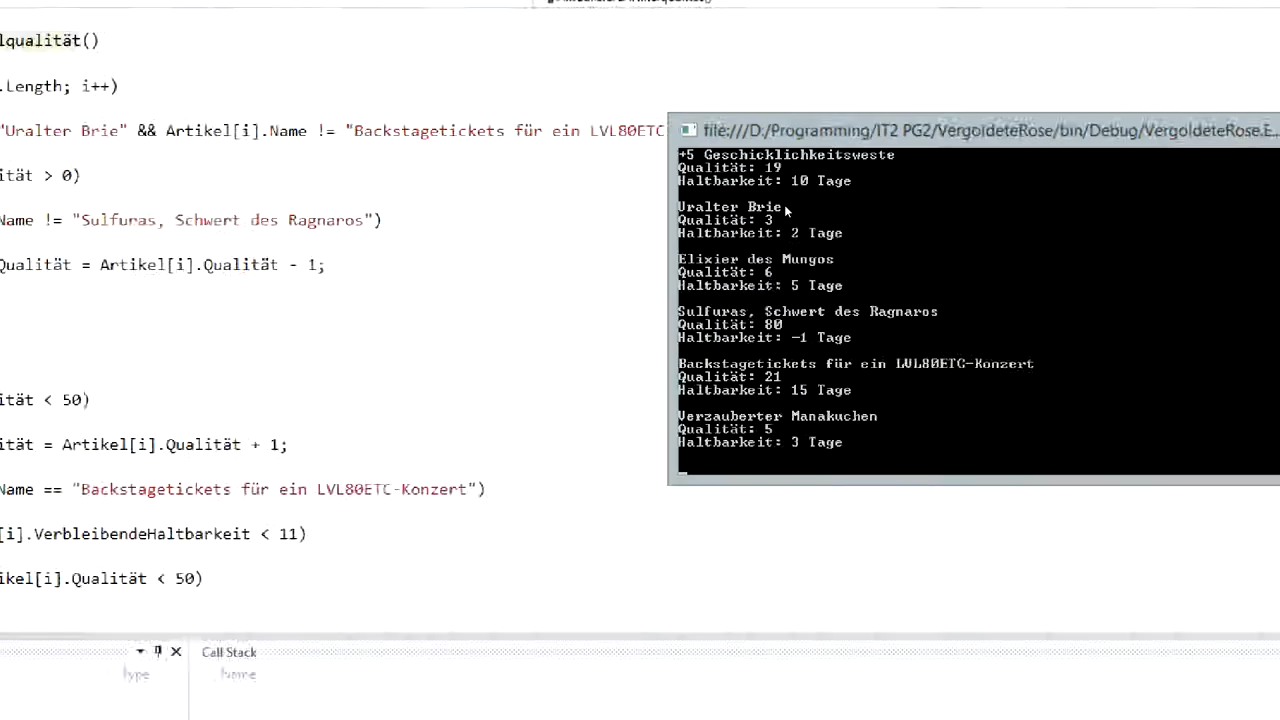 lqualität()
.Length; i++)
"Uralter Brie" && Artikel[i].Name != "Backstagetickets für ein LVL80ETC
ität > 0)
Name != "Sulfuras, Schwert des Ragnaros")
Qualität = Artikel[i].Qualität - 1;
ität < 50)
ität = Artikel[i].Qualität + 1;
Name == "Backstagetickets für ein LVL80ETC-Konzert")
[i].VerbleibendeHaltbarkeit < 11)
ikel[i].Qualität < 50)
file:///D:/Programming/IT2 PG2/VergoldeteRose/bin/Debug/VergoldeteRose.E...
+5 Geschicklichkeitsweste
Qualität: 19
Haltbarkeit: 10 Tage
Uralter Brie
Qualität: 3
Haltbarkeit: 2 Tage
Elixier des Mungos
Qualität: 6
Haltbarkeit: 5 Tage
Sulfuras, Schwert des Ragnaros
Qualität: 80
Haltbarkeit: -1 Tage
Backstagetickets für ein LVL80ETC-Konzert
Qualität: 21
Haltbarkeit: 15 Tage
Verzauberter Manakuchen
Qualität: 5
Haltbarkeit: 3 Tage
Call Stack
Type
Name